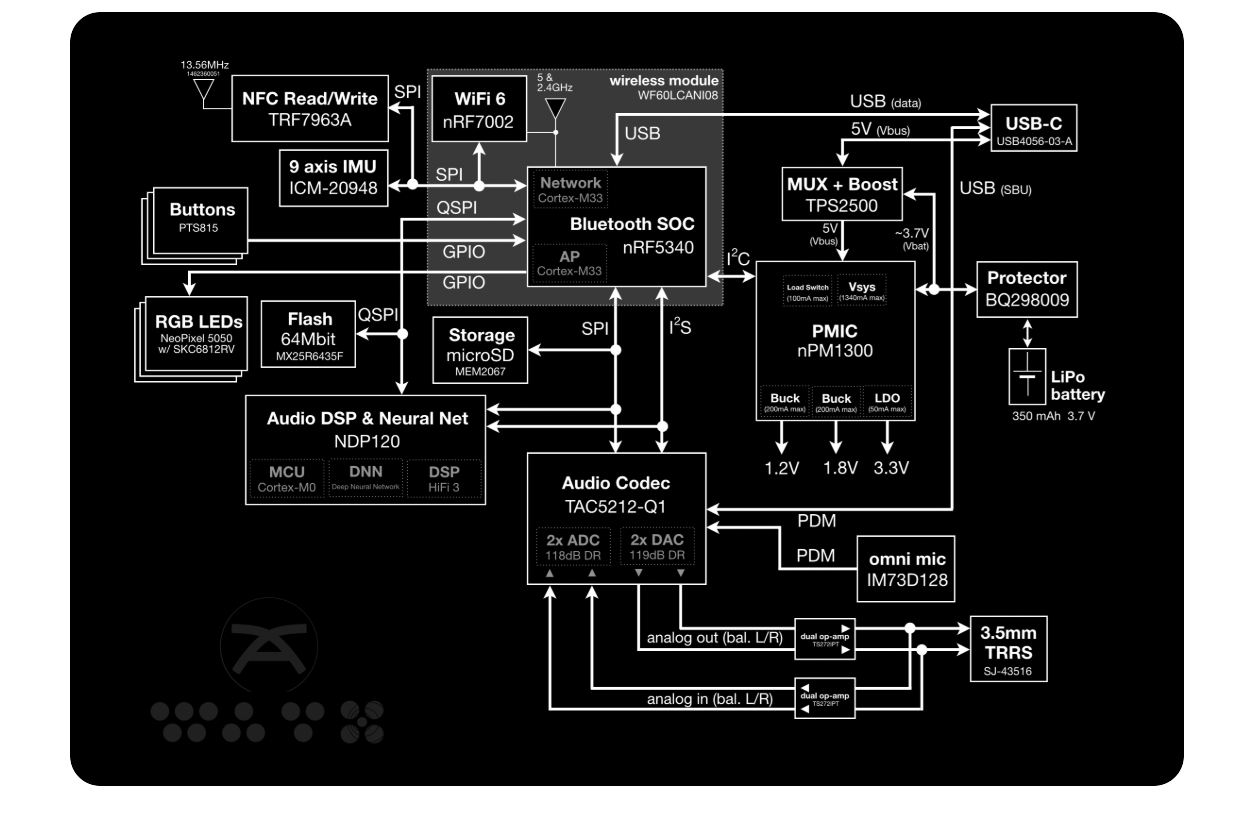 13.56MHz
1462360051
NFC Read/Write
TRF7963A
SPI
WiFi 6
nRF7002
5 &
2.4GHz
wireless module
WF60LCANI08
USB
USB (data)
5V (Vbus)
USB-C
USB4056-03-A
9 axis IMU
ICM-20948
SPI
Network
Cortex-M33
Bluetooth SOC
nRF5340
AP
Cortex-M33
MUX + Boost
TPS2500
USB (SBU)
Buttons
PTS815
QSPI
GPIO
GPIO
5V
(Vbus)
~3.7V
(Vbat)
I²C
Load Switch
(100mA max)
Vsys
(1340mA max)
PMIC
nPM1300
Buck
(200mA max)
Buck
(200mA max)
LDO
(50mA max)
1.2V
1.8V
3.3V
Protector
BQ298009
LiPo
battery
350 mAh 3.7 V
RGB LEDs
NeoPixel 5050
w/ SKC6812RV
Flash
64Mbit
MX25R6435F
QSPI
Storage
microSD
MEM2067
SPI
I²S
Audio DSP & Neural Net
NDP120
MCU
Cortex-M0
DNN
Deep Neural Network
DSP
HiFi 3
Audio Codec
TAC5212-Q1
2x ADC
118dB DR
2x DAC
119dB DR
PDM
PDM
omni mic
IM73D128
analog out (bal. L/R)
dual op-amp
TS272IPT
3.5mm
TRRS
SJ-43516
analog in (bal. L/R)
dual op-amp
TS272IPT